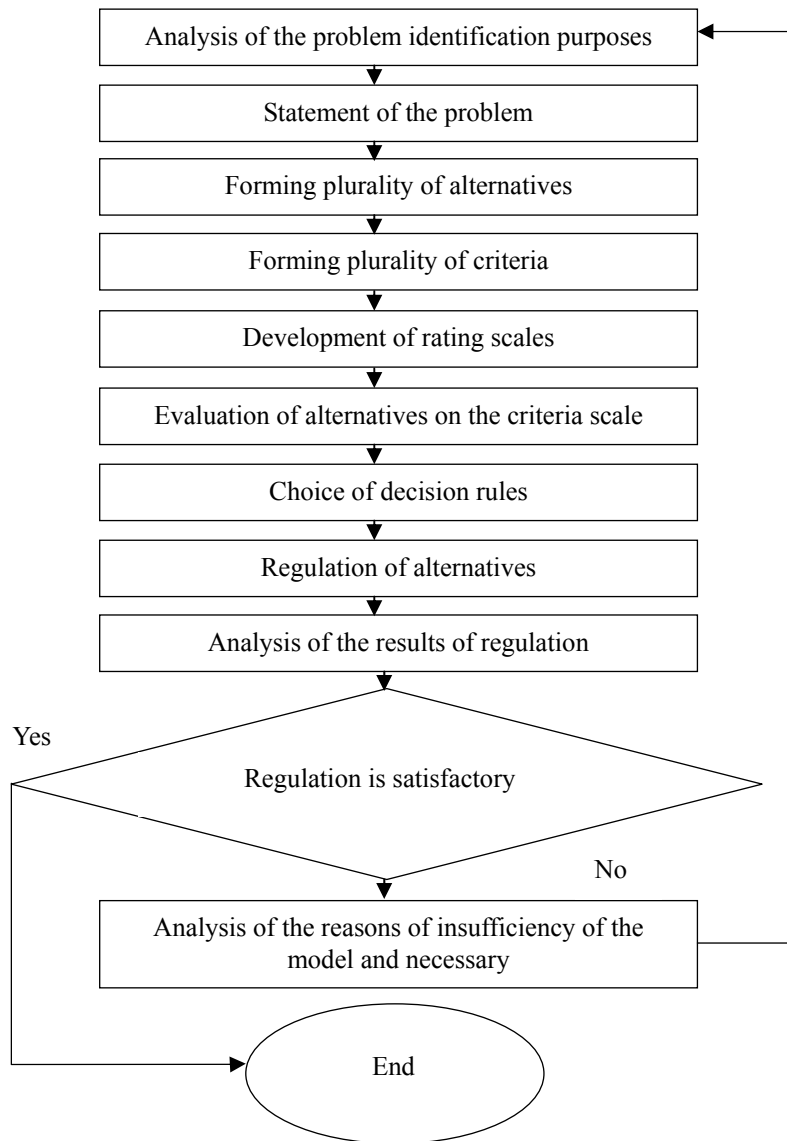 Analysis of the problem identification purposes
Statement of the problem
Forming plurality of alternatives
Forming plurality of criteria
Development of rating scales
Evaluation of alternatives on the criteria scale
Choice of decision rules
Regulation of alternatives
Analysis of the results of regulation
Yes
Regulation is satisfactory
No
Analysis of the reasons of insufficiency of the
model and necessary
End